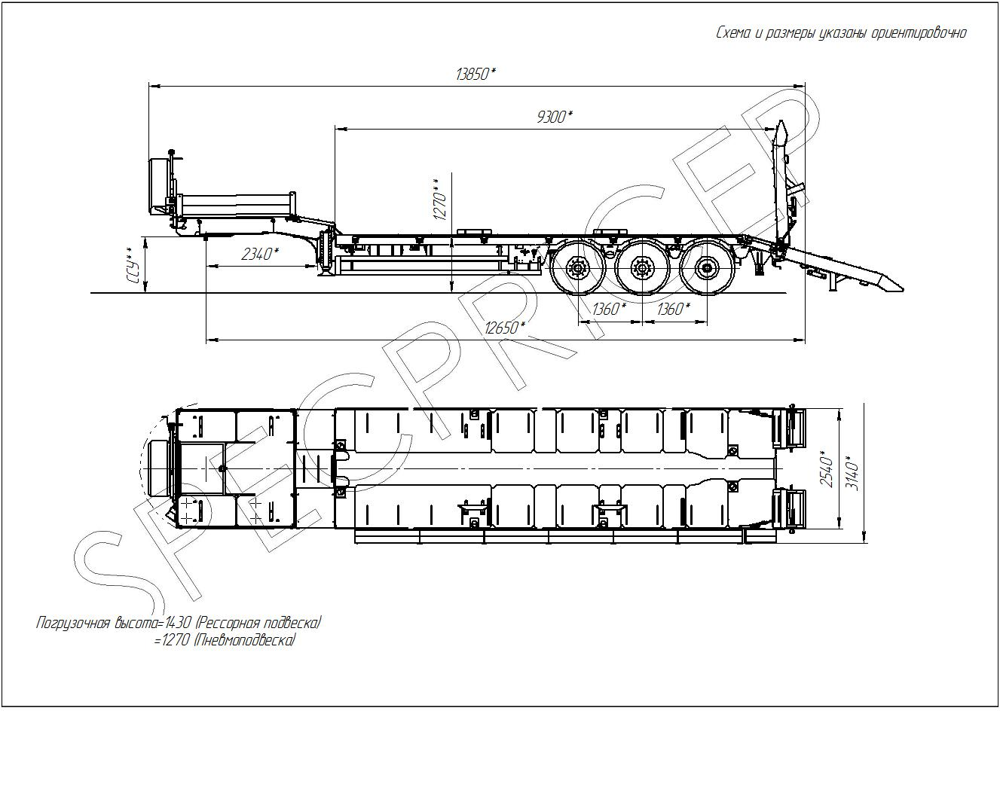 Схема и размеры указаны ориентировочно
13850*
9300*
1270**
ССУ**
2340*
1360*
1360*
12650*
2540*
3140*
SPECPRICEP
Погрузочная высота=1430 (Рессорная подвеска)
=1270 (Пневмоподвеска)